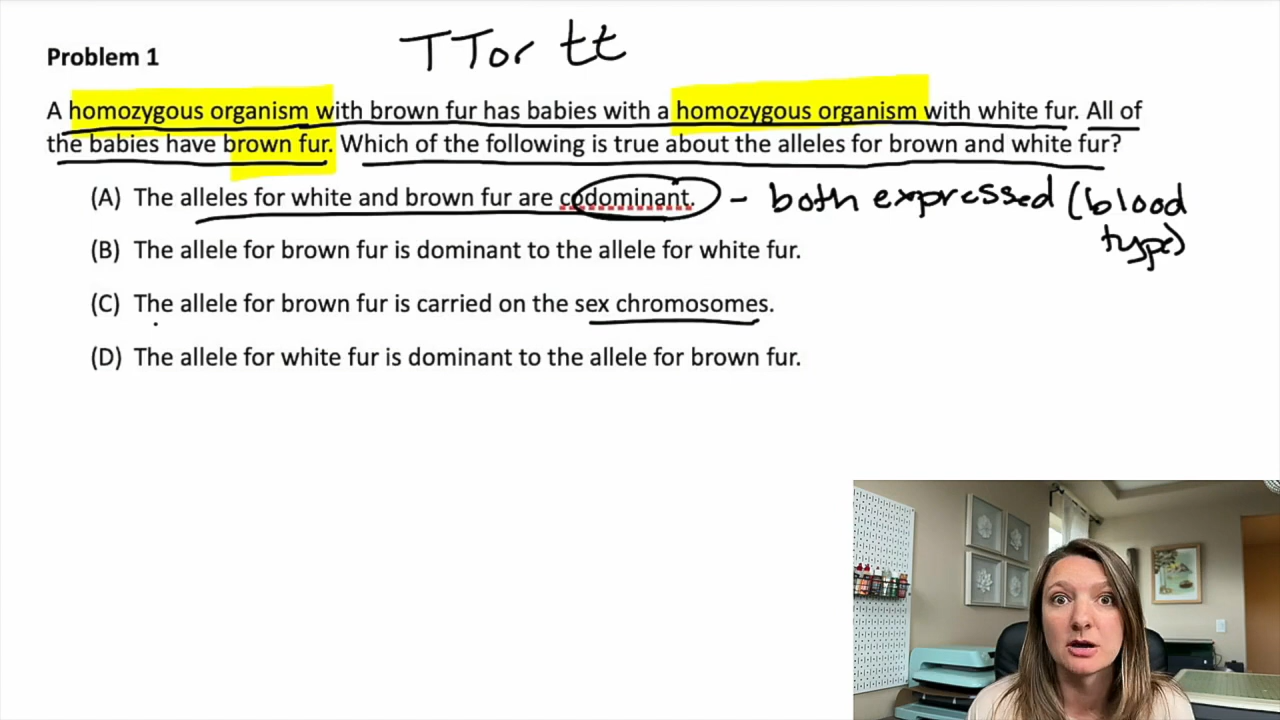 TT or tt
Problem 1
A homozygous organism with brown fur has babies with a homozygous organism with white fur. All of
the babies have brown fur. Which of the following is true about the alleles for brown and white fur?
(A) The alleles for white and brown fur are codominant. - both expressed (blood
type)
(B) The allele for brown fur is dominant to the allele for white fur.
(C) The allele for brown fur is carried on the sex chromosomes.
(D) The allele for white fur is dominant to the allele for brown fur.